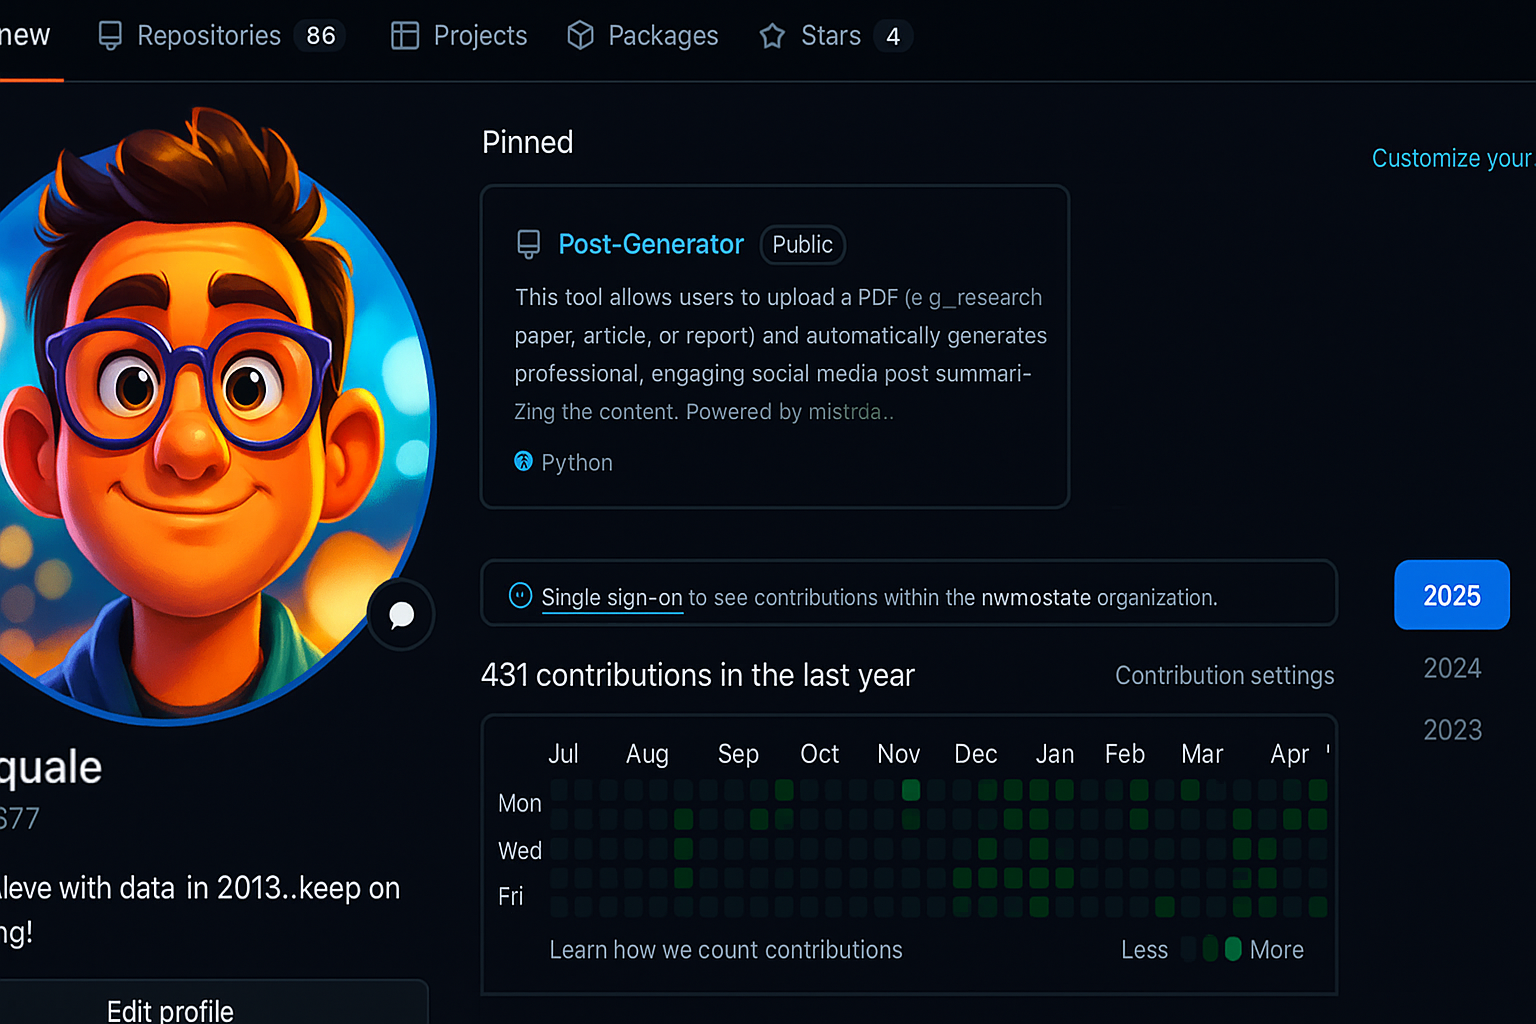 new
Repositories 86
Projects
Packages
Stars 4
Pinned
Customize your
Post-Generator Public
This tool allows users to upload a PDF (e g_research
paper, article, or report) and automatically generates
professional, engaging social media post summari-
Zing the content. Powered by mistrda..
Python
Single sign-on to see contributions within the nwmostate organization.
2025
2024
2023
431 contributions in the last year
Contribution settings
Jul Aug Sep Oct Nov Dec Jan Feb Mar Apr
Mon
Wed
Fri
Learn how we count contributions
Less More
quale
S77
leve with data in 2013..keep on
ng!
Edit profile